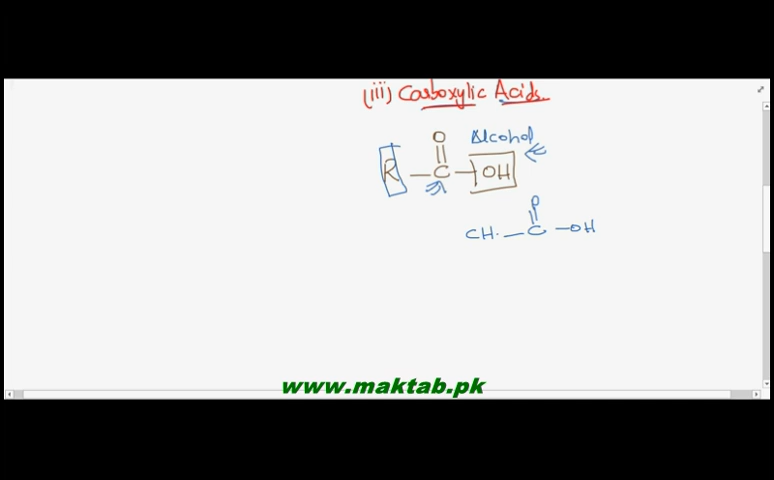 (iii) Carboxylic Acids.
O Alcohol
R – C – OH
O
CH. – C – OH
www.maktab.pk